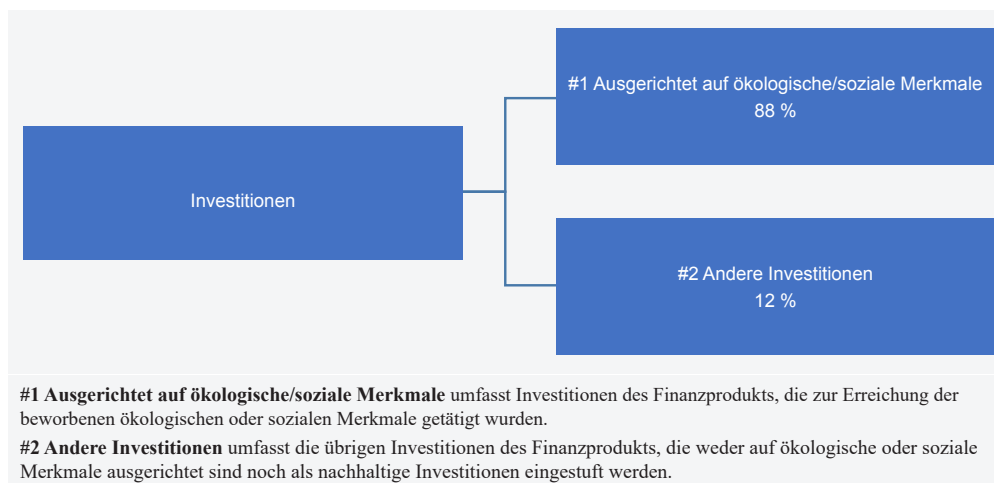 #1 Ausgerichtet auf ökologische/soziale Merkmale
88 %
Investitionen
#2 Andere Investitionen
12 %
#1 Ausgerichtet auf ökologische/soziale Merkmale umfasst Investitionen des Finanzprodukts, die zur Erreichung der
beworbenen ökologischen oder sozialen Merkmale getätigt wurden.
#2 Andere Investitionen umfasst die übrigen Investitionen des Finanzprodukts, die weder auf ökologische oder soziale
Merkmale ausgerichtet sind noch als nachhaltige Investitionen eingestuft werden.